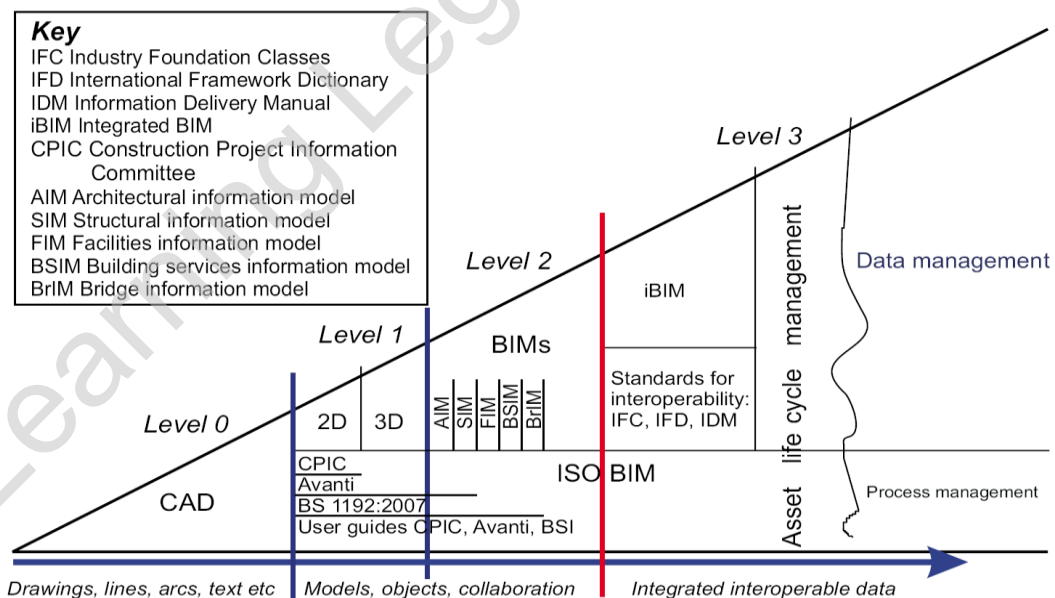 Key
IFC Industry Foundation Classes
IFD International Framework Dictionary
IDM Information Delivery Manual
iBIM Integrated BIM
CPIC Construction Project Information
Committee
AIM Architectural information model
SIM Structural information model
FIM Facilities information model
BSIM Building services information model
BrIM Bridge information model
Learning Leg
Level 0
Level 1
Level 2
Level 3
CAD
2D
3D
BIMs
AIM
SIM
FIM
BSIM
BrIM
iBIM
Standards for
interoperability:
IFC, IFD, IDM
CPIC
Avanti
BS 1192:2007
User guides CPIC, Avanti, BSI
ISO BIM
Asset life cycle management
Data management
Process management
Drawings, lines, arcs, text etc
Models, objects, collaboration
Integrated interoperable data